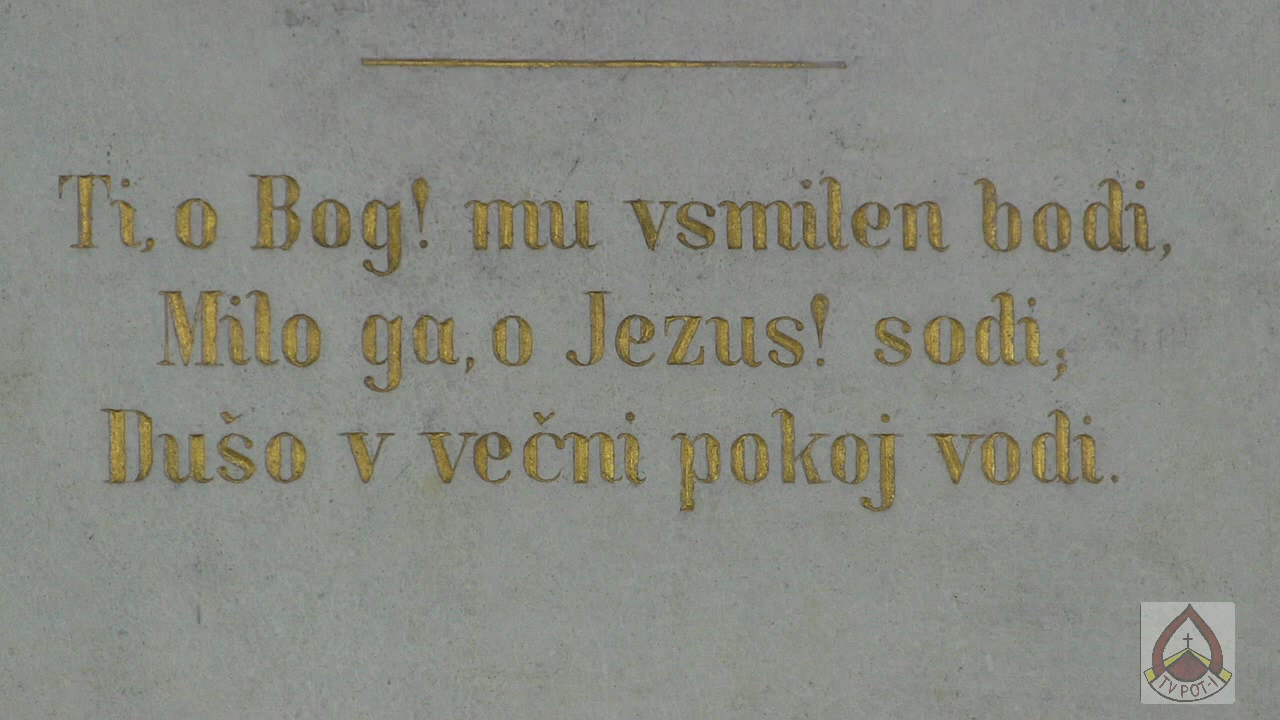 Ti, o Bog! mu vsmilen bodi,
Milo ga, o Jezus! sodi;
Dušo v večni pokoj vodi.
TV POT-I